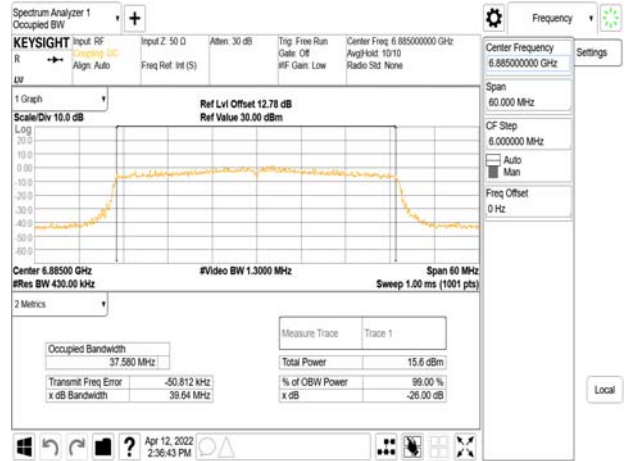 Spectrum Analyzer 1
Occupied BW
Frequency
KEYSIGHT
R
Input: RF
Coupling: DC
Align: Auto
Input Z: 50 Ω
Freq Ref: Int (S)
Atten: 30 dB
Trig: Free Run
Gate: Off
#IF Gain: Low
Center Freq: 6.885000000 GHz
Avg|Hold: 10/10
Radio Std: None
1 Graph
Scale/Div 10.0 dB
Ref Lvl Offset 12.78 dB
Ref Value 30.00 dBm
Log
20.0
10.0
0.00
-10.0
-20.0
-30.0
-40.0
-50.0
-60.0
Center 6.88500 GHz
#Res BW 430.00 kHz
#Video BW 1.3000 MHz
Span 60 MHz
Sweep 1.00 ms (1001 pts)
2 Metrics
Measure Trace
Trace 1
Occupied Bandwidth
37.580 MHz
Total Power
15.6 dBm
Transmit Freq Error
-50.812 kHz
% of OBW Power
99.00 %
x dB Bandwidth
39.64 MHz
x dB
-26.00 dB
Apr 12, 2022
2:36:43 PM
Center Frequency
6.885000000 GHz
Settings
Span
60.000 MHz
CF Step
6.000000 MHz
Auto
Man
Freq Offset
0 Hz
Local